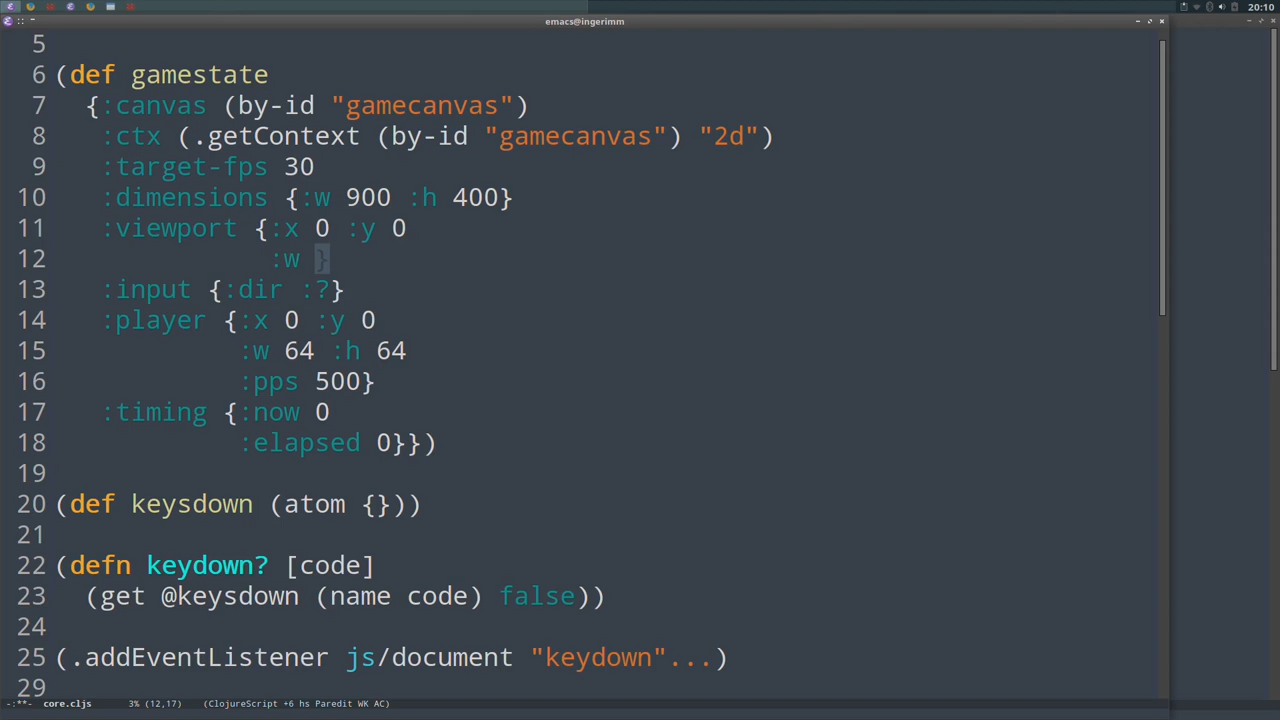 20:10
emacs@ingerimm
5
6 (def gamestate
7 {:canvas (by-id "gamecanvas")
8 :ctx (.getContext (by-id "gamecanvas") "2d")
9 :target-fps 30
10 :dimensions {:w 900 :h 400}
11 :viewport {:x 0 :y 0
12 :w }
13 :input {:dir :?}
14 :player {:x 0 :y 0
15 :w 64 :h 64
16 :pps 500}
17 :timing {:now 0
18 :elapsed 0}})
19
20 (def keysdown (atom {}))
21
22 (defn keydown? [code]
23 (get @keysdown (name code) false))
24
25 (.addEventListener js/document "keydown"...)
29
-:**- core.cljs 3% (12,17) (ClojureScript +6 hs Paredit WK AC)